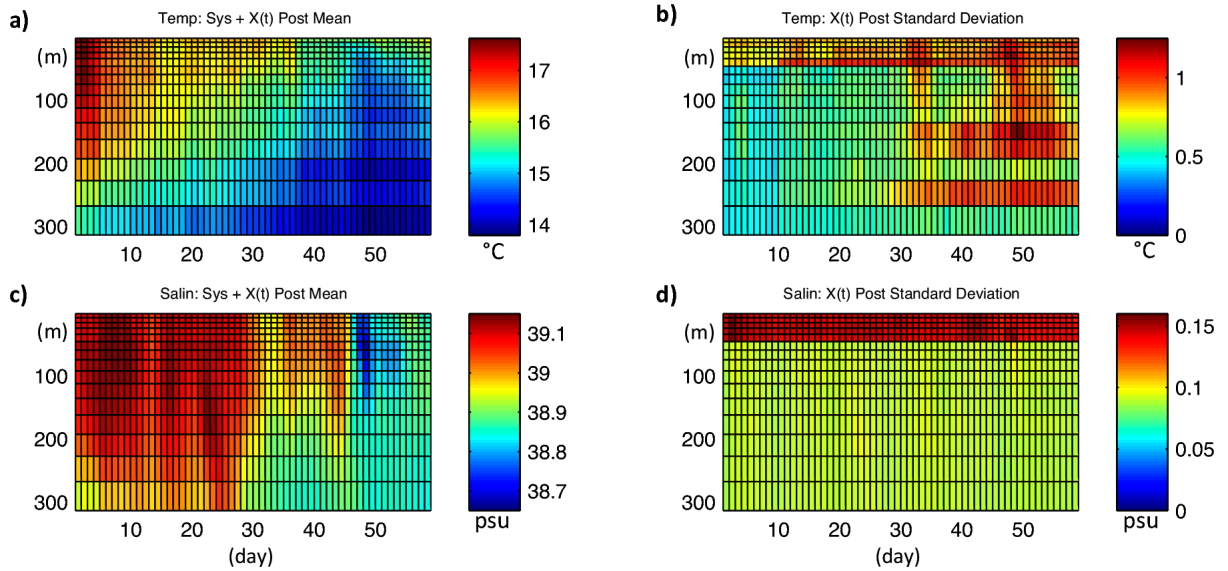 a)
Temp: Sys + X(t) Post Mean
(m)
100
200
300
10 20 30 40 50
17
16
15
14
°C
b)
Temp: X(t) Post Standard Deviation
(m)
100
200
300
10 20 30 40 50
1
0.5
0
°C
c)
Salin: Sys + X(t) Post Mean
(m)
100
200
300
10 20 30 40 50
(day)
39.1
39
38.9
38.8
38.7
psu
d)
Salin: X(t) Post Standard Deviation
(m)
100
200
300
10 20 30 40 50
(day)
0.15
0.1
0.05
0
psu